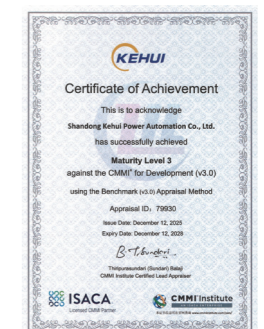 KEHUI
Certificate of Achievement
This is to acknowledge
Shandong Kehui Power Automation Co., Ltd.
has successfully achieved
Maturity Level 3
against the CMMI® for Development (v3.0)
using the Benchmark (v3.0) Appraisal Method
Appraisal ID: 79930
Issue Date: December 12, 2025
Expiry Date: December 12, 2028
Thiripurasundari (Sundari) Balaji
CMMI Institute Certified Lead Appraiser
ISACA
Licensed CMMI Partner
CMMI Institute